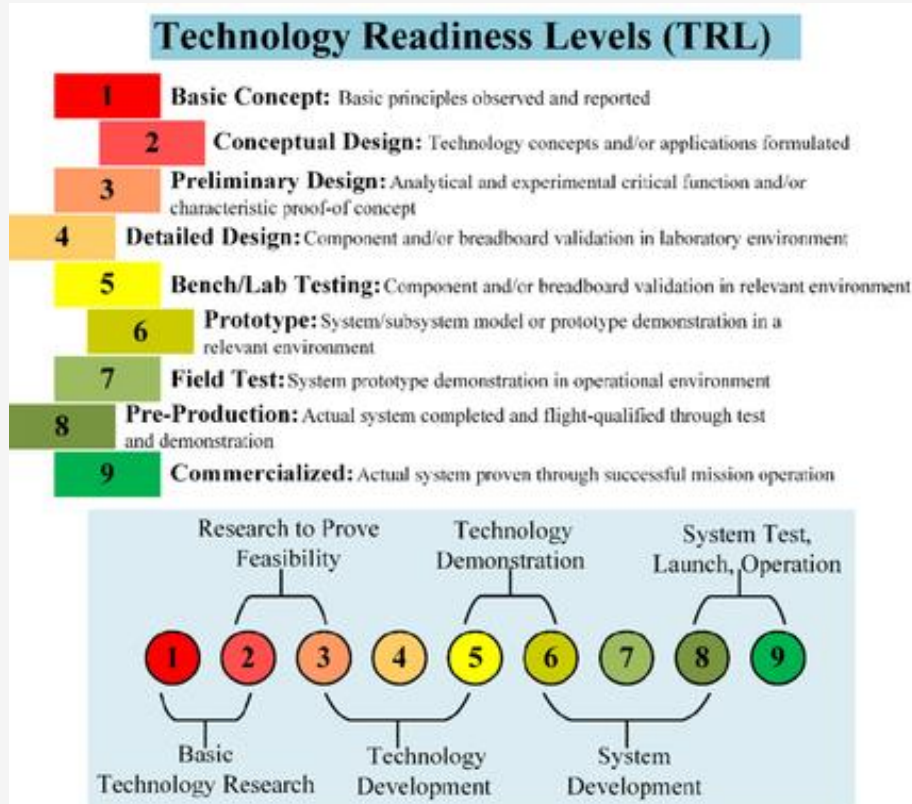 Technology Readiness Levels (TRL)
1 Basic Concept: Basic principles observed and reported
2 Conceptual Design: Technology concepts and/or applications formulated
3 Preliminary Design: Analytical and experimental critical function and/or
characteristic proof-of concept
4 Detailed Design: Component and/or breadboard validation in laboratory environment
5 Bench/Lab Testing: Component and/or breadboard validation in relevant environment
6 Prototype: System/subsystem model or prototype demonstration in a
relevant environment
7 Field Test: System prototype demonstration in operational environment
8 Pre-Production: Actual system completed and flight-qualified through test
and demonstration
9 Commercialized: Actual system proven through successful mission operation
Research to Prove
Feasibility
Technology
Demonstration
System Test,
Launch, Operation
1 2 3 4 5 6 7 8 9
Basic
Technology Research
Technology
Development
System
Development